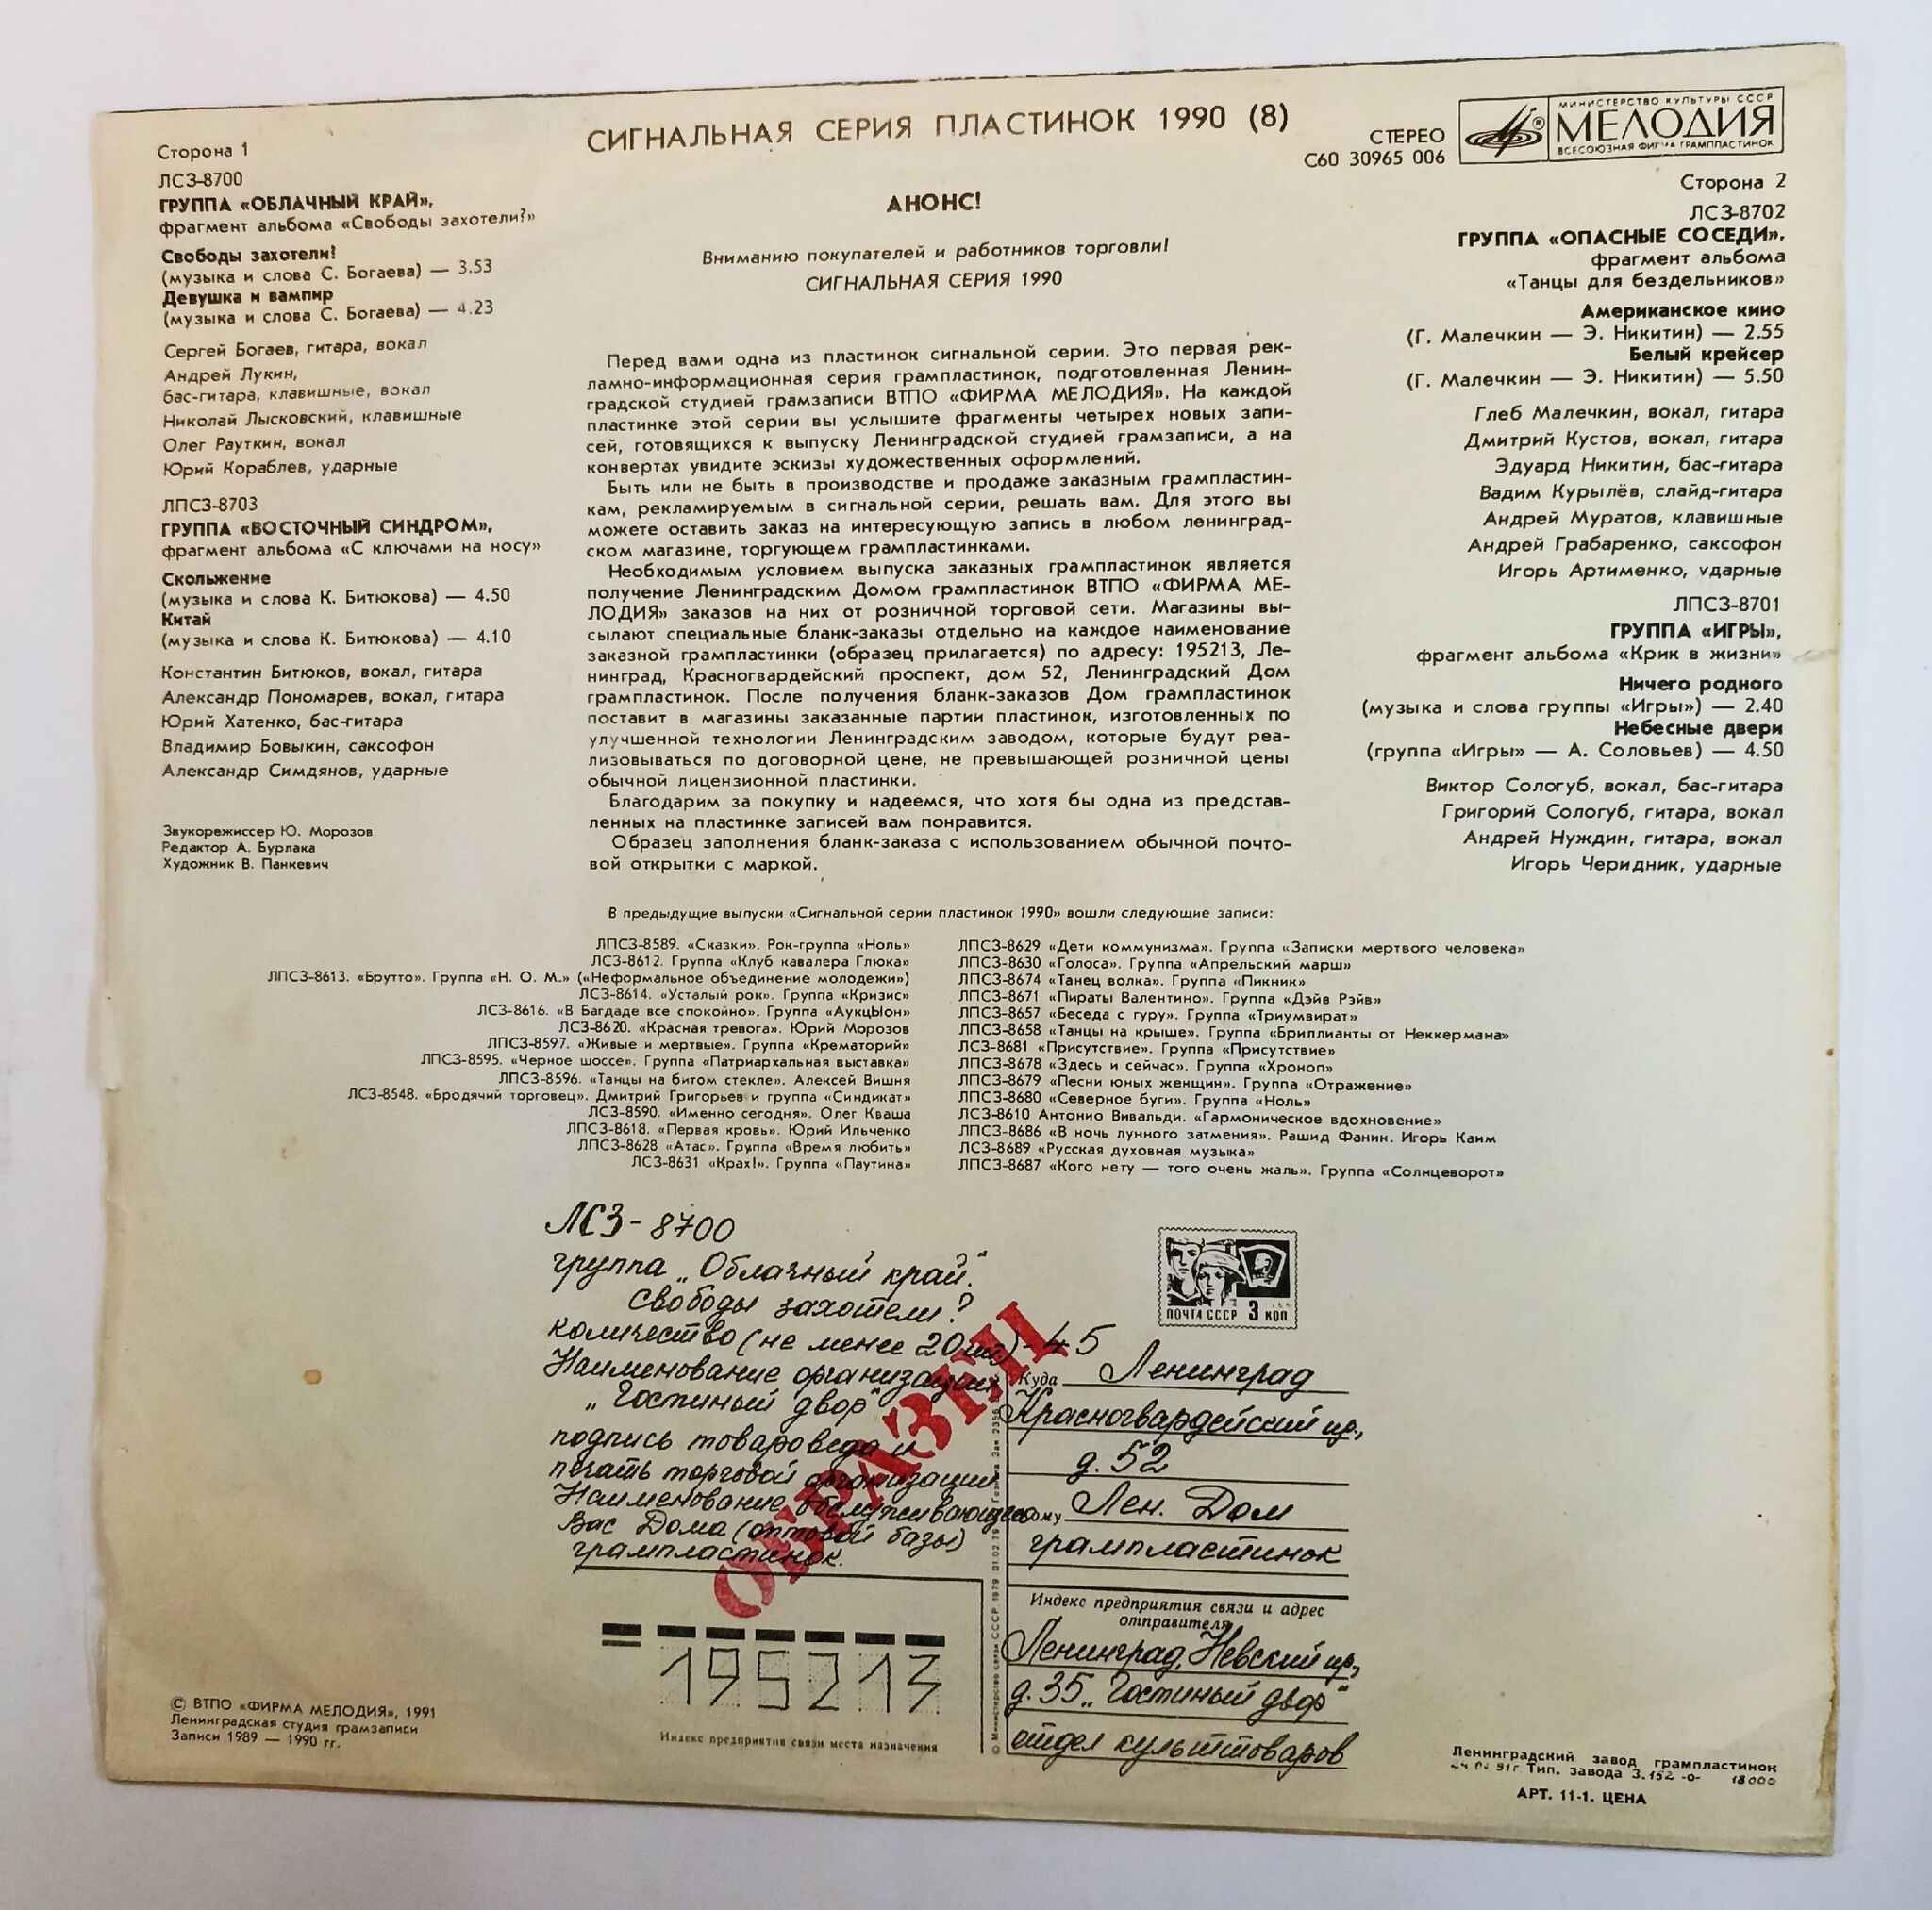 СИГНАЛЬНАЯ СЕРИЯ ПЛАСТИНОК 1990 (8)
СТЕРЕО
С60 30965 006
МИНИСТЕРСТВО КУЛЬТУРЫ СССР
МЕЛОДИЯ
ВСЕСОЮЗНАЯ ФИРМА ГРАМПЛАСТИНОК
Сторона 1
ЛСЗ-8700
ГРУППА «ОБЛАЧНЫЙ КРАЙ»,
фрагмент альбома «Свободы захотели?»
Свободы захотели!
(музыка и слова С. Богаева) — 3.53
Девушка и вампир
(музыка и слова С. Богаева) — 4.23
Сергей Богаев, гитара, вокал
Андрей Лукин,
бас-гитара, клавишные, вокал
Николай Лысковский, клавишные
Олег Рауткин, вокал
Юрий Кораблев, ударные
ЛПСЗ-8703
ГРУППА «ВОСТОЧНЫЙ СИНДРОМ»,
фрагмент альбома «С ключами на носу»
Скольжение
(музыка и слова К. Битюкова) — 4.50
Китай
(музыка и слова К. Битюкова) — 4.10
Константин Битюков, вокал, гитара
Александр Пономарев, вокал, гитара
Юрий Хатенко, бас-гитара
Владимир Бовыкин, саксофон
Александр Симдянов, ударные
Звукорежиссер Ю. Морозов
Редактор А. Бурлака
Художник В. Панкевич
АНОНС!
Вниманию покупателей и работников торговли!
СИГНАЛЬНАЯ СЕРИЯ 1990
Перед вами одна из пластинок сигнальной серии. Это первая рек-
ламно-информационная серия грампластинок, подготовленная Ленин-
градской студией грамзаписи ВТПО «ФИРМА МЕЛОДИЯ». На каждой
пластинке этой серии вы услышите фрагменты четырех новых запи-
сей, готовящихся к выпуску Ленинградской студией грамзаписи, а на
конвертах увидите эскизы художественных оформлений.
Быть или не быть в производстве и продаже заказным грампластин-
кам, рекламируемым в сигнальной серии, решать вам. Для этого вы
можете оставить заказ на интересующую запись в любом ленинград-
ском магазине, торгующем грампластинками.
Необходимым условием выпуска заказных грампластинок является
получение Ленинградским Домом грампластинок ВТПО «ФИРМА МЕ-
ЛОДИЯ» заказов на них от розничной торговой сети. Магазины вы-
сылают специальные бланк-заказы отдельно на каждое наименование
заказной грампластинки (образец прилагается) по адресу: 195213, Ле-
нинград, Красногвардейский проспект, дом 52, Ленинградский Дом
грампластинок. После получения бланк-заказов Дом грампластинок
поставит в магазины заказанные партии пластинок, изготовленных по
улучшенной технологии Ленинградским заводом, которые будут реа-
лизовываться по договорной цене, не превышающей розничной цены
обычной лицензионной пластинки.
Благодарим за покупку и надеемся, что хотя бы одна из представ-
ленных на пластинке записей вам понравится.
Образец заполнения бланк-заказа с использованием обычной почто-
вой открытки с маркой.
Сторона 2
ЛСЗ-8702
ГРУППА «ОПАСНЫЕ СОСЕДИ»,
фрагмент альбома
«Танцы для бездельников»
Американское кино
(Г. Малечкин — Э. Никитин) — 2.55
Белый крейсер
(Г. Малечкин — Э. Никитин) — 5.50
Глеб Малечкин, вокал, гитара
Дмитрий Кустов, вокал, гитара
Эдуард Никитин, бас-гитара
Вадим Курылёв, слайд-гитара
Андрей Муратов, клавишные
Андрей Грабаренко, саксофон
Игорь Артименко, ударные
ЛПСЗ-8701
ГРУППА «ИГРЫ»,
фрагмент альбома «Крик в жизни»
Ничего родного
(музыка и слова группы «Игры») — 2.40
Небесные двери
(группа «Игры» — А. Соловьев) — 4.50
Виктор Сологуб, вокал, бас-гитара
Григорий Сологуб, гитара, вокал
Андрей Нуждин, гитара, вокал
Игорь Черидник, ударные
В предыдущие выпуски «Сигнальной серии пластинок 1990» вошли следующие записи:
ЛПСЗ-8589. «Сказки». Рок-группа «Ноль»
ЛСЗ-8612. Группа «Клуб кавалера Глюка»
ЛПСЗ-8613. «Брутто». Группа «Н. О. М.» («Неформальное объединение молодежи»)
ЛСЗ-8614. «Усталый рок». Группа «Кризис»
ЛСЗ-8616. «В Багдаде все спокойно». Группа «АукцЫон»
ЛСЗ-8620. «Красная тревога». Юрий Морозов
ЛПСЗ-8597. «Живые и мертвые». Группа «Крематорий»
ЛПСЗ-8595. «Черное шоссе». Группа «Патриархальная выставка»
ЛПСЗ-8596. «Танцы на битом стекле». Алексей Вишня
ЛСЗ-8548. «Бродячий торговец». Дмитрий Григорьев и группа «Синдикат»
ЛСЗ-8590. «Именно сегодня». Олег Кваша
ЛПСЗ-8618. «Первая кровь». Юрий Ильченко
ЛПСЗ-8628 «Атас». Группа «Время любить»
ЛСЗ-8631 «Крах!». Группа «Паутина»
ЛПСЗ-8629 «Дети коммунизма». Группа «Записки мертвого человека»
ЛПСЗ-8630 «Голоса». Группа «Апрельский марш»
ЛПСЗ-8674 «Танец волка». Группа «Пикник»
ЛПСЗ-8671 «Пираты Валентино». Группа «Дэйв Рэйв»
ЛПСЗ-8657 «Беседа с гуру». Группа «Триумвират»
ЛПСЗ-8658 «Танцы на крыше». Группа «Бриллианты от Неккермана»
ЛСЗ-8681 «Присутствие». Группа «Присутствие»
ЛПСЗ-8678 «Здесь и сейчас». Группа «Хроноп»
ЛПСЗ-8679 «Песни юных женщин». Группа «Отражение»
ЛПСЗ-8680 «Северное буги». Группа «Ноль»
ЛСЗ-8610 Антонио Вивальди. «Гармоническое вдохновение»
ЛПСЗ-8686 «В ночь лунного затмения». Рашид Фанин. Игорь Каим
ЛСЗ-8689 «Русская духовная музыка»
ЛПСЗ-8687 «Кого нету — того очень жаль». Группа «Солнцеворот»
ЛСЗ-8700
группа „Облачный край".
Свободы захотели?
количество (не менее 20 шт) - 45
Наименование организации
„Гостиный двор"
подпись товароведа и
печать торговой организации
Наименование обслуживающего
Вас Дома (оптовой базы)
грампластинок.
ОБРАЗЕЦ
ПОЧТА СССР 3 КОП
Куда Ленинград
Красногвардейский пр.,
д. 52
Кому Лен. Дом
грампластинок
Индекс предприятия связи и адрес
отправителя
Ленинград, Невский пр.,
д. 35 „Гостиный двор"
отдел культтоваров
195213
Индекс предприятия связи места назначения
© Министерство связи СССР. 1979
© ВТПО «ФИРМА МЕЛОДИЯ», 1991
Ленинградская студия грамзаписи
Записи 1989 — 1990 гг.
Ленинградский завод грампластинок
Тип. завода З. 152 -0- 18000
АРТ. 11-1. ЦЕНА